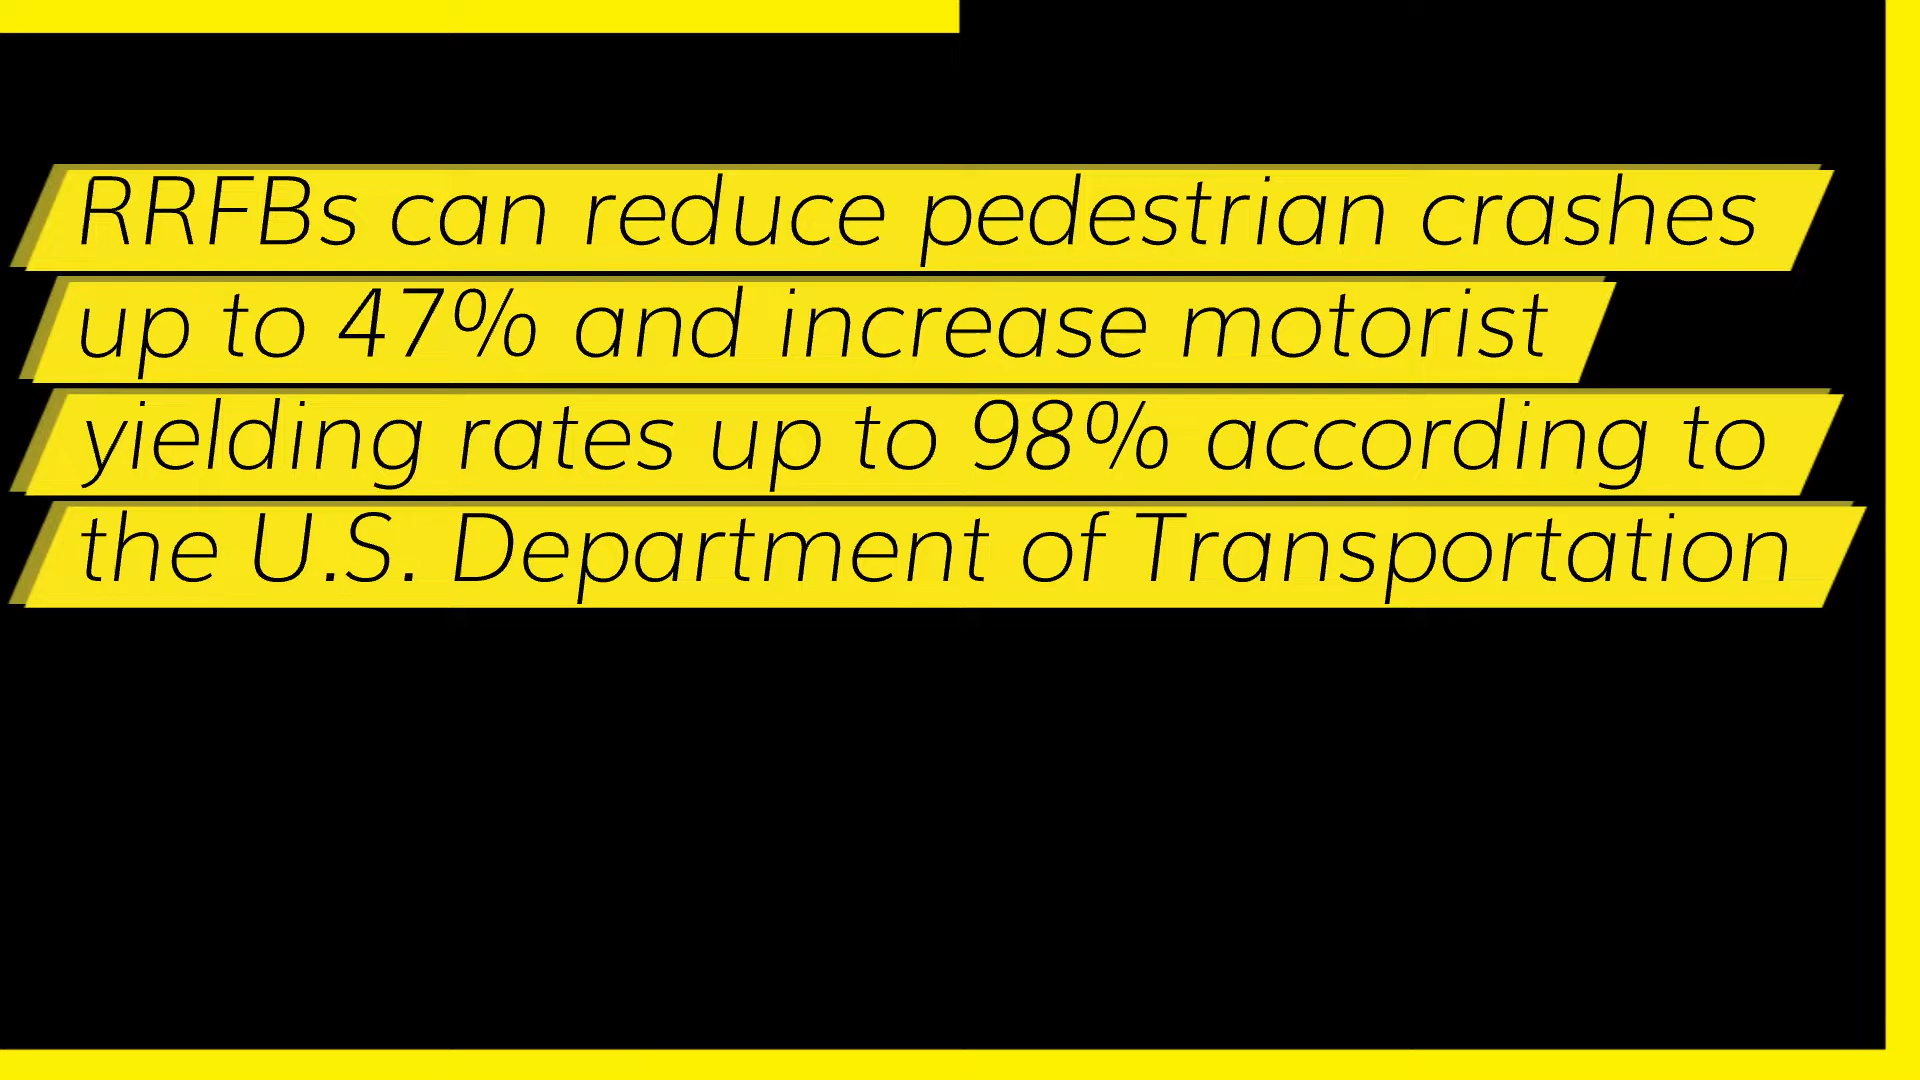 RRFBs can reduce pedestrian crashes
up to 47% and increase motorist
yielding rates up to 98% according to
the U.S. Department of Transportation